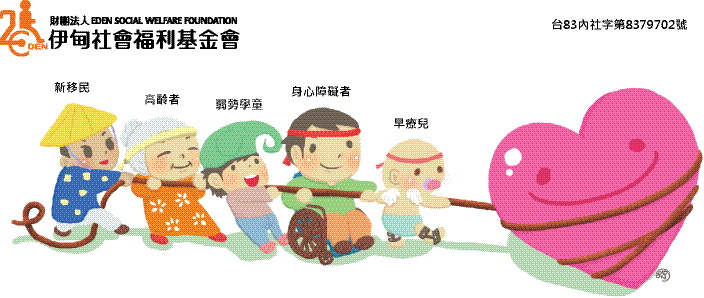 財團法人 EDEN SOCIAL WELFARE FOUNDATION
伊甸社會福利基金會
EDEN
台83內社字第8379702號
新移民
高齡者
弱勢學童
身心障礙者
早療兒